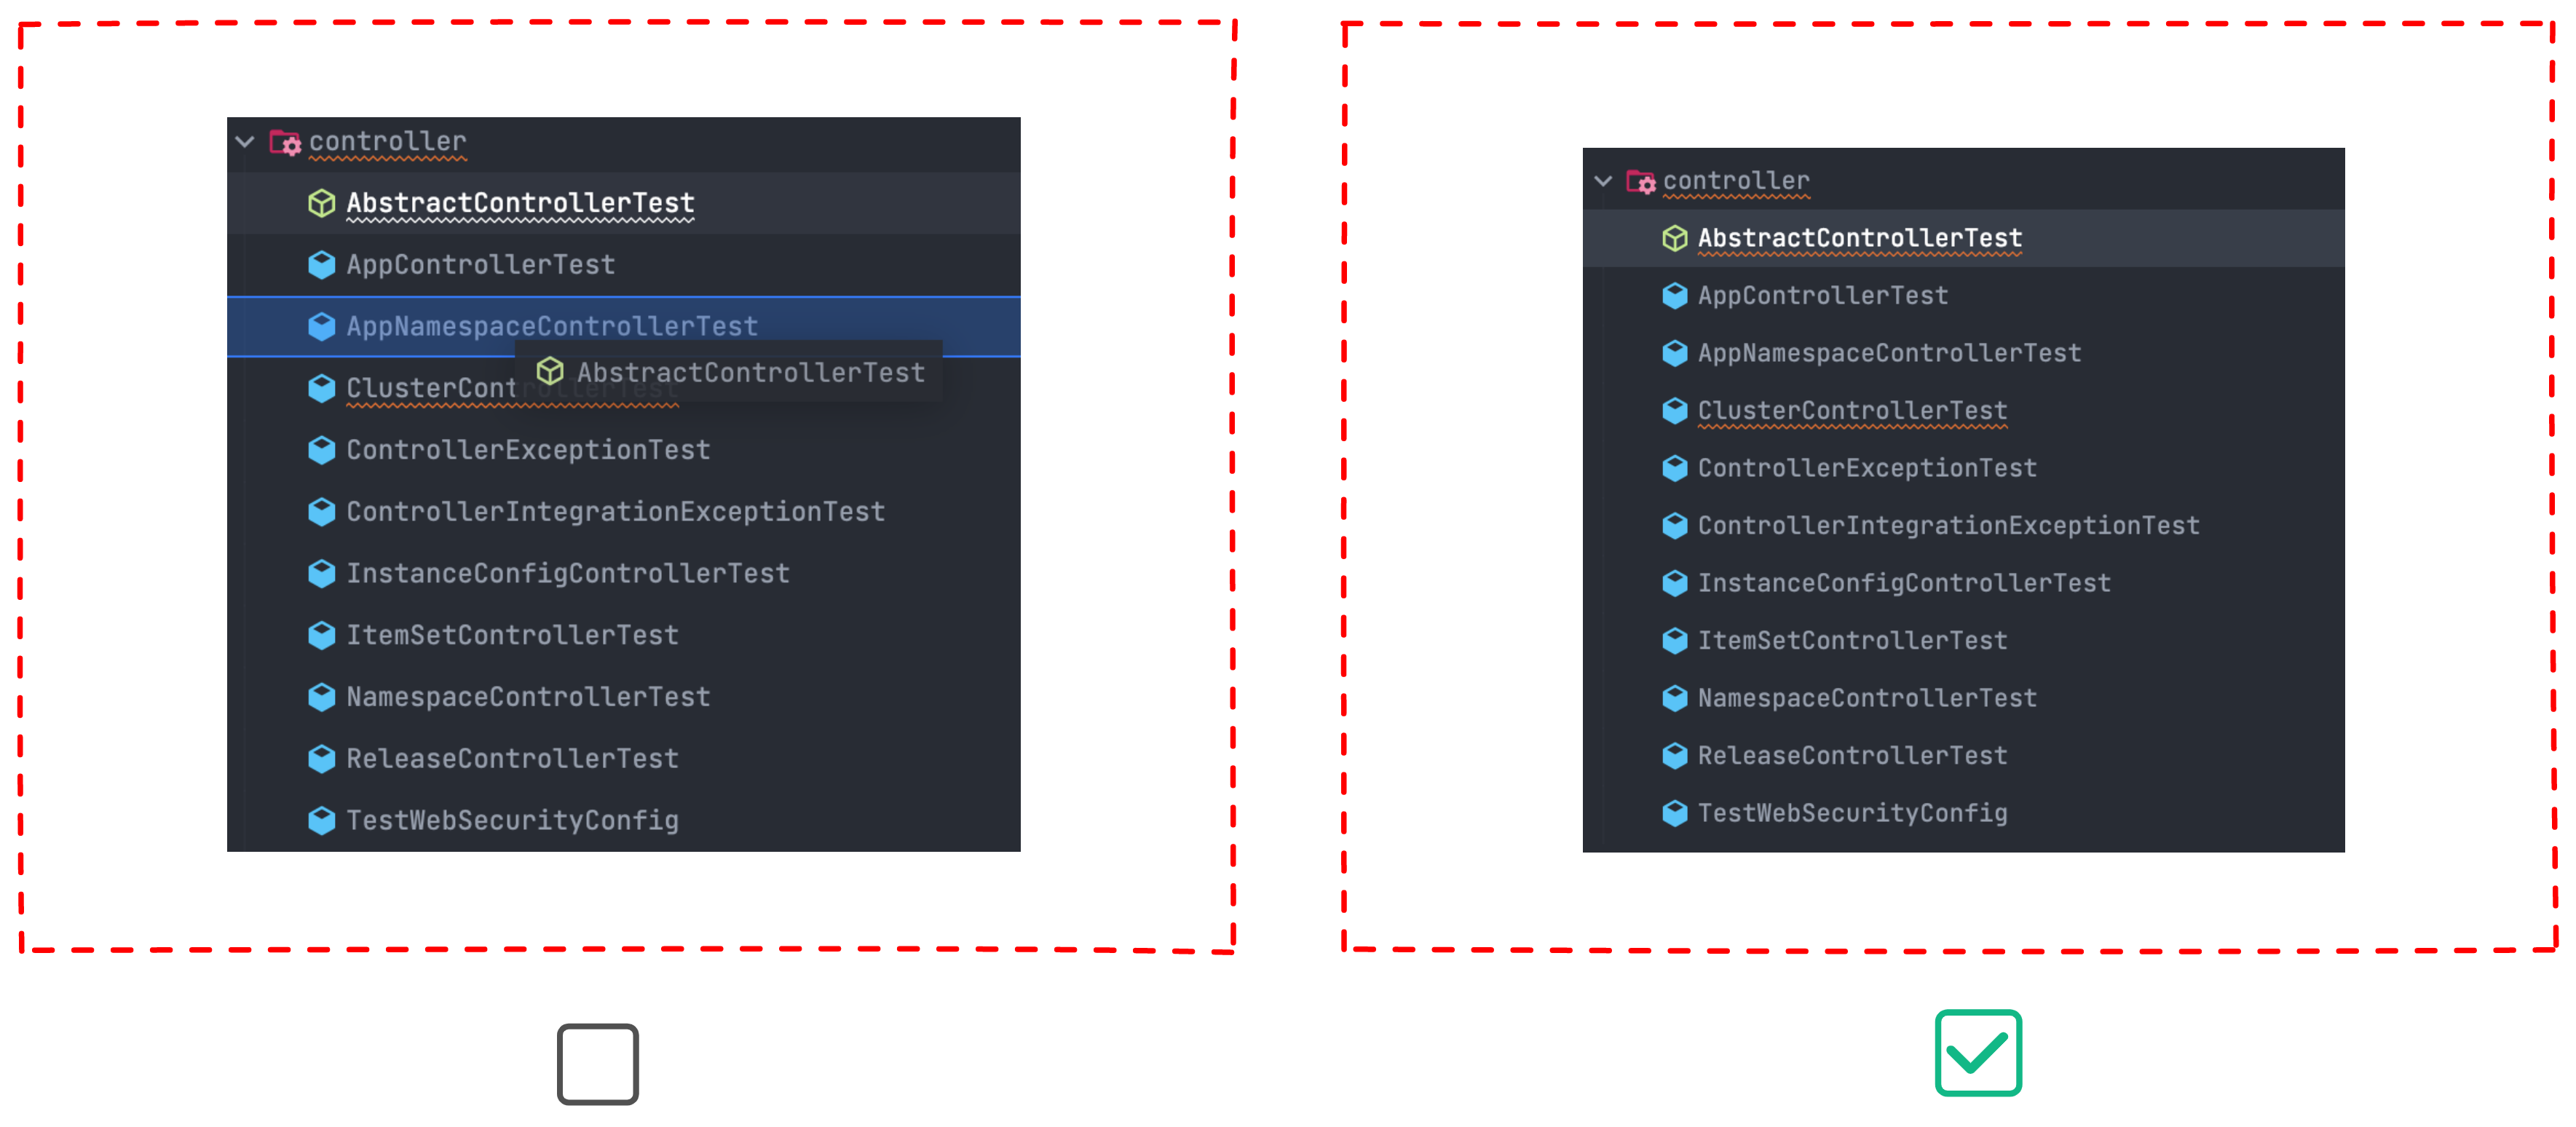 controller
AbstractControllerTest
AppControllerTest
AppNamespaceControllerTest
AbstractControllerTest
ClusterControllerTest
ControllerExceptionTest
ControllerIntegrationExceptionTest
InstanceConfigControllerTest
ItemSetControllerTest
NamespaceControllerTest
ReleaseControllerTest
TestWebSecurityConfig
controller
AbstractControllerTest
AppControllerTest
AppNamespaceControllerTest
ClusterControllerTest
ControllerExceptionTest
ControllerIntegrationExceptionTest
InstanceConfigControllerTest
ItemSetControllerTest
NamespaceControllerTest
ReleaseControllerTest
TestWebSecurityConfig